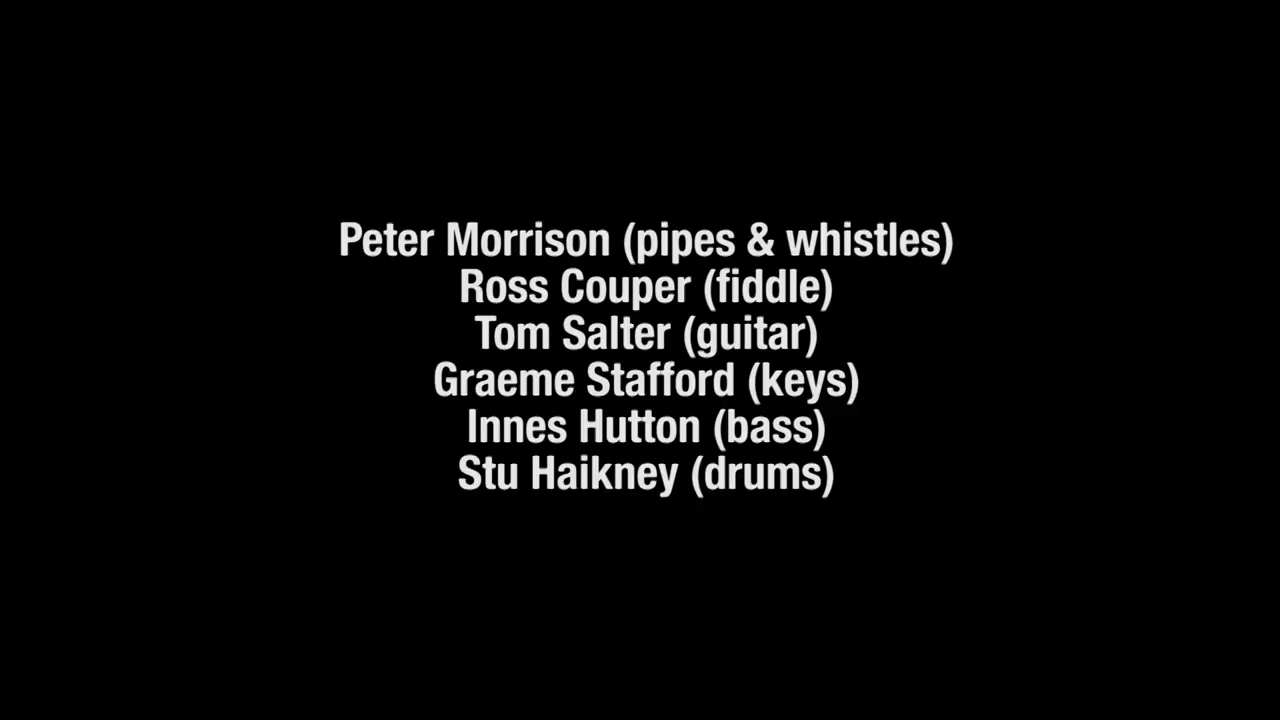 Peter Morrison (pipes & whistles)
Ross Couper (fiddle)
Tom Salter (guitar)
Graeme Stafford (keys)
Innes Hutton (bass)
Stu Haikney (drums)